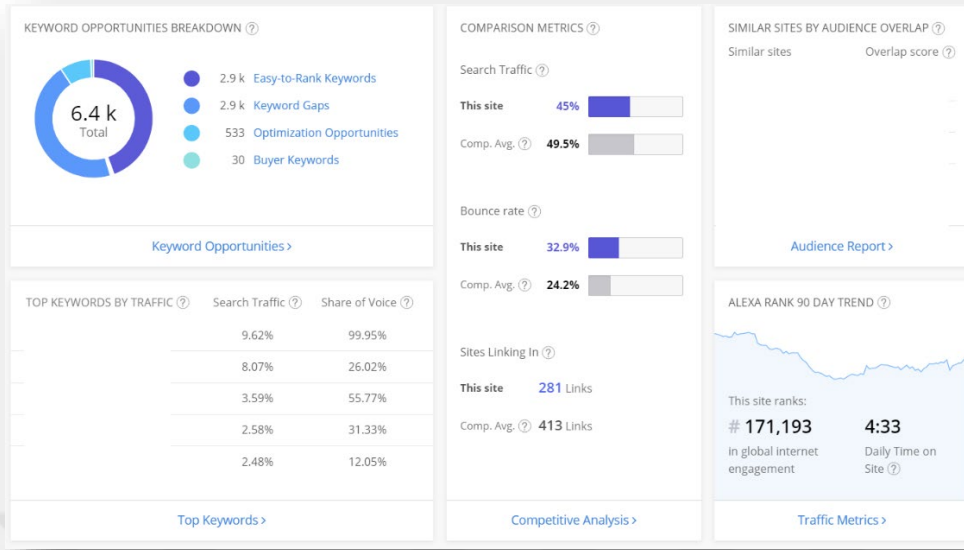 KEYWORD OPPORTUNITIES BREAKDOWN ?
6.4 k
Total
2.9 k Easy-to-Rank Keywords
2.9 k Keyword Gaps
533 Optimization Opportunities
30 Buyer Keywords
Keyword Opportunities >
COMPARISON METRICS ?
Search Traffic ?
This site 45%
Comp. Avg. ? 49.5%
Bounce rate ?
This site 32.9%
Comp. Avg. ? 24.2%
Sites Linking In ?
This site 281 Links
Comp. Avg. ? 413 Links
Competitive Analysis >
SIMILAR SITES BY AUDIENCE OVERLAP ?
Similar sites Overlap score ?
Audience Report >
TOP KEYWORDS BY TRAFFIC ? Search Traffic ? Share of Voice ?
9.62% 99.95%
8.07% 26.02%
3.59% 55.77%
2.58% 31.33%
2.48% 12.05%
Top Keywords >
ALEXA RANK 90 DAY TREND ?
This site ranks:
# 171,193 4:33
in global internet Daily Time on
engagement Site ?
Traffic Metrics >